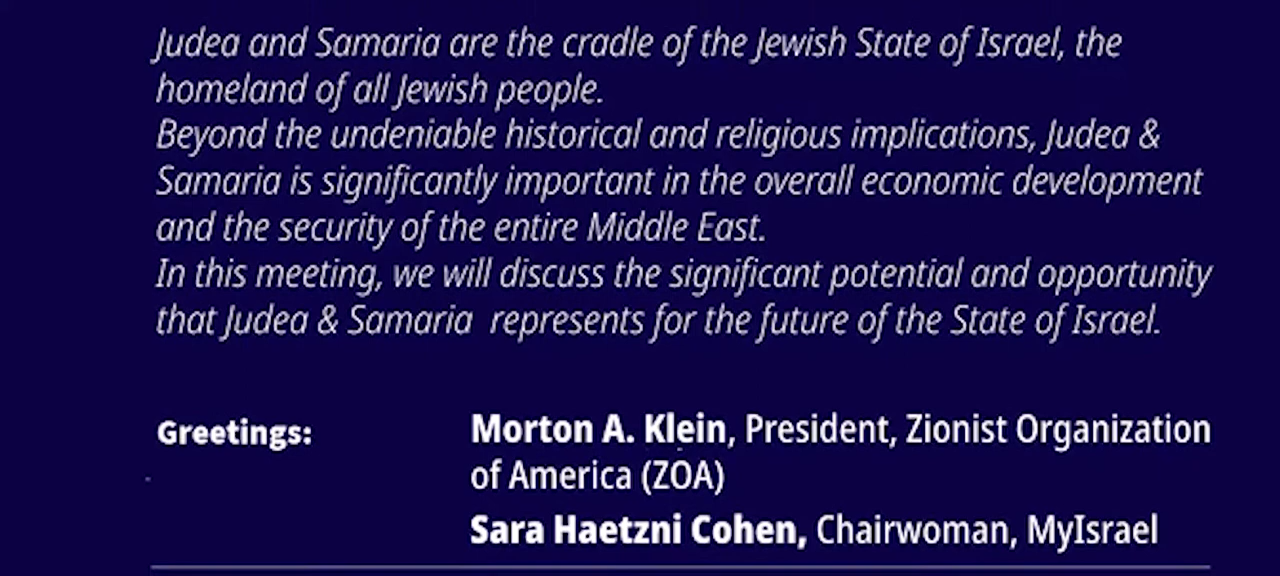 Judea and Samaria are the cradle of the Jewish State of Israel, the
homeland of all Jewish people.
Beyond the undeniable historical and religious implications, Judea &
Samaria is significantly important in the overall economic development
and the security of the entire Middle East.
In this meeting, we will discuss the significant potential and opportunity
that Judea & Samaria  represents for the future of the State of Israel.
Greetings: Morton A. Klein, President, Zionist Organization
of America (ZOA)
Sara Haetzni Cohen, Chairwoman, MyIsrael